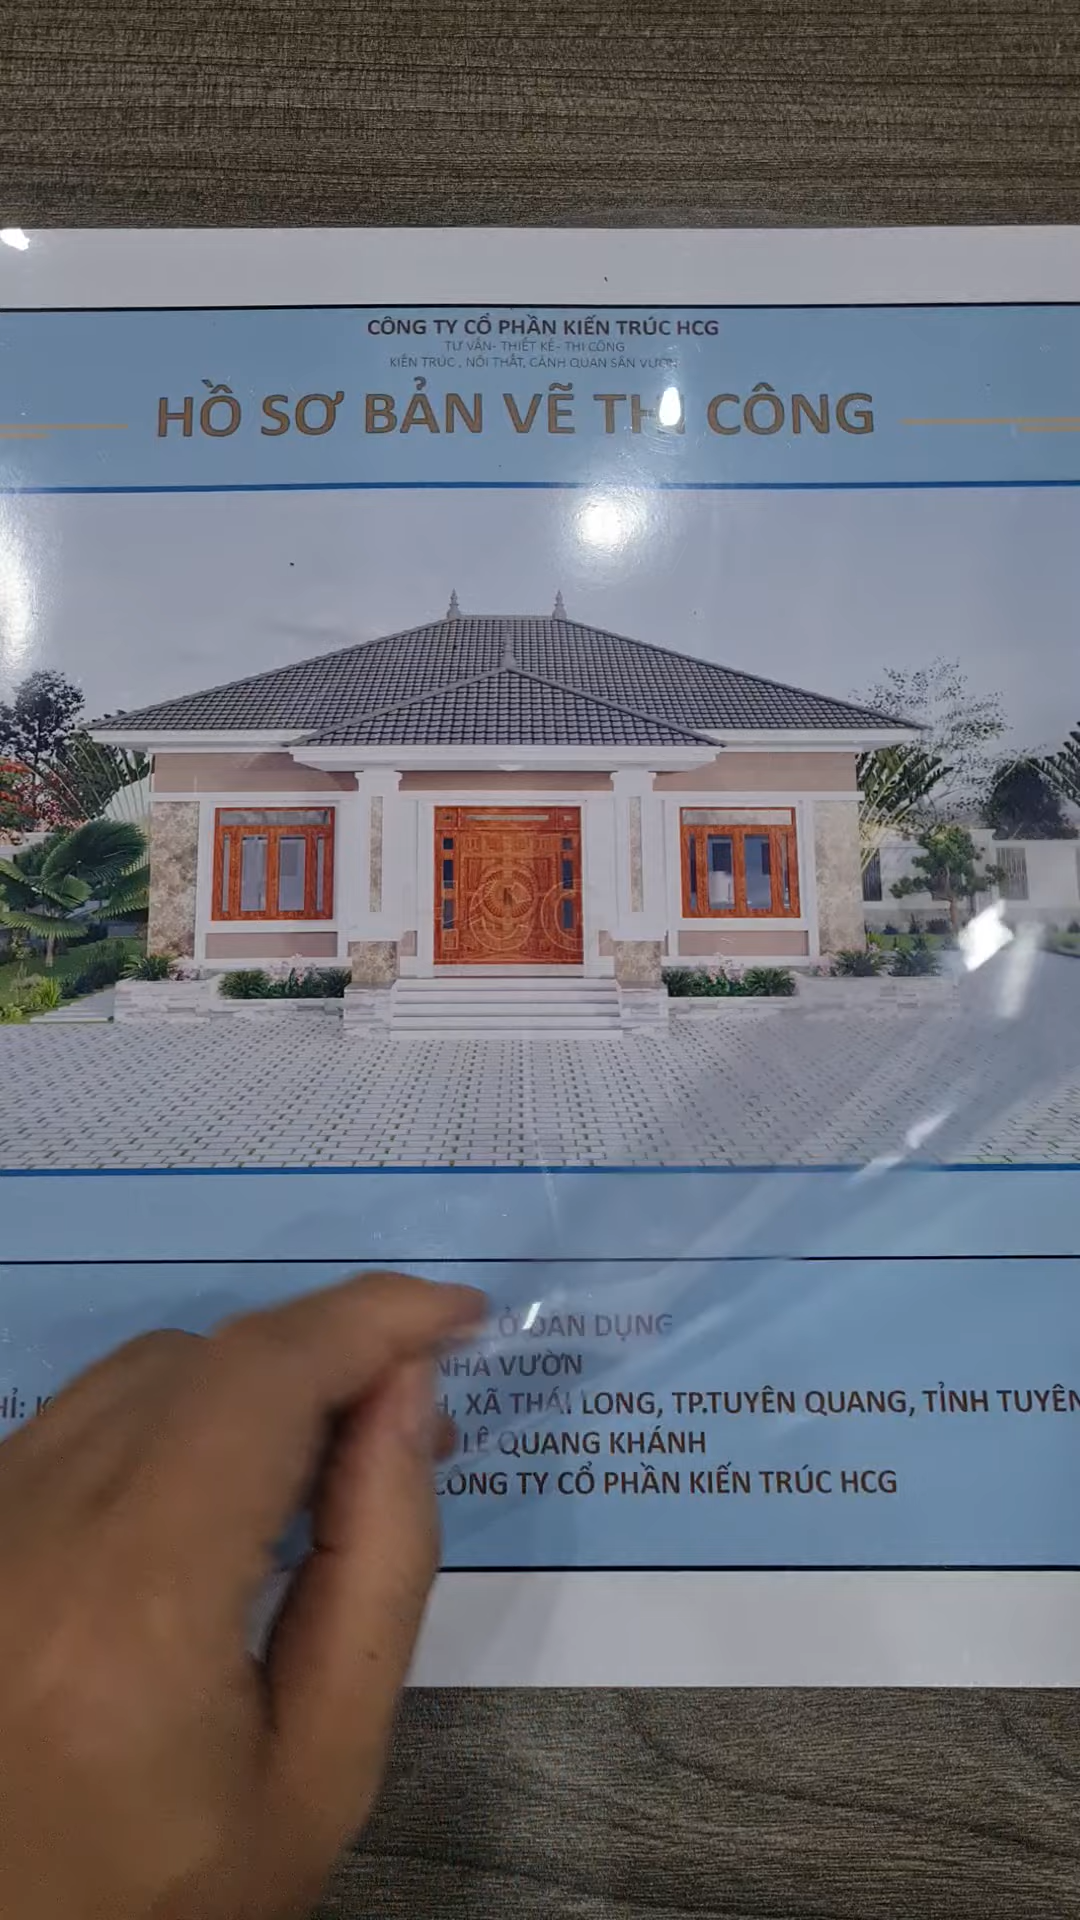 CÔNG TY CỔ PHẦN KIẾN TRÚC HCG
TƯ VẤN- THIẾT KẾ- THI CÔNG
KIẾN TRÚC , NỘI THẤT, CẢNH QUAN SÂN VƯỜN
HỒ SƠ BẢN VẼ THI CÔNG
Ở DÂN DỤNG
NHÀ VƯỜN
XÃ THÁI LONG, TP.TUYÊN QUANG, TỈNH TUYÊN
LÊ QUANG KHÁNH
CÔNG TY CỔ PHẦN KIẾN TRÚC HCG